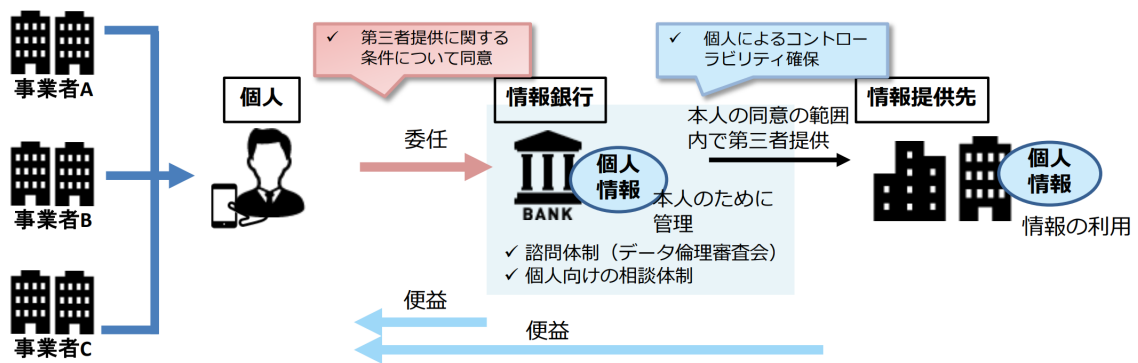 事業者A
事業者B
事業者C
個人
✓ 第三者提供に関する
条件について同意
委任
情報銀行
BANK
個人
情報
本人のために
管理
✓ 諮問体制（データ倫理審査会）
✓ 個人向けの相談体制
✓ 個人によるコントロー
ラビリティ確保
本人の同意の範囲
内で第三者提供
情報提供先
個人
情報
情報の利用
便益
便益